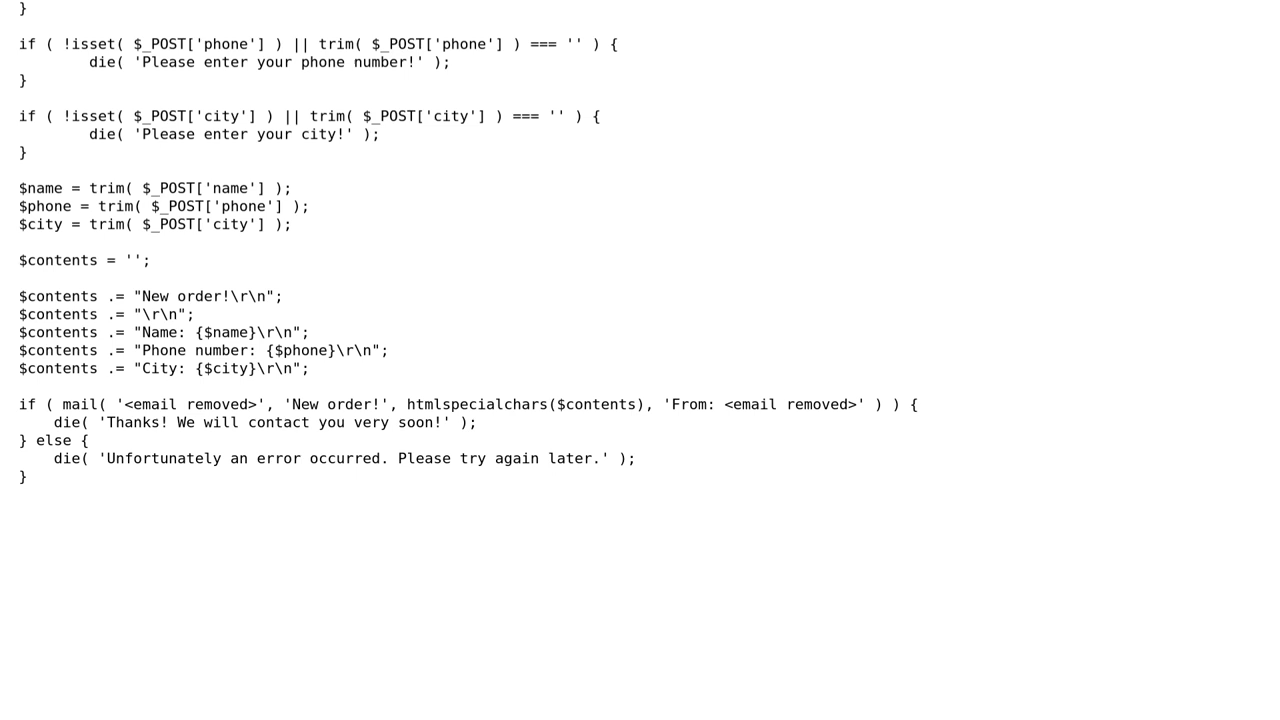 }
if ( !isset( $_POST['phone'] ) || trim( $_POST['phone'] ) === '' ) {
        die( 'Please enter your phone number!' );
}
if ( !isset( $_POST['city'] ) || trim( $_POST['city'] ) === '' ) {
        die( 'Please enter your city!' );
}
$name = trim( $_POST['name'] );
$phone = trim( $_POST['phone'] );
$city = trim( $_POST['city'] );
$contents = '';
$contents .= "New order!\r\n";
$contents .= "\r\n";
$contents .= "Name: {$name}\r\n";
$contents .= "Phone number: {$phone}\r\n";
$contents .= "City: {$city}\r\n";
if ( mail( '<email removed>', 'New order!', htmlspecialchars($contents), 'From: <email removed>' ) ) {
    die( 'Thanks! We will contact you very soon!' );
} else {
    die( 'Unfortunately an error occurred. Please try again later.' );
}